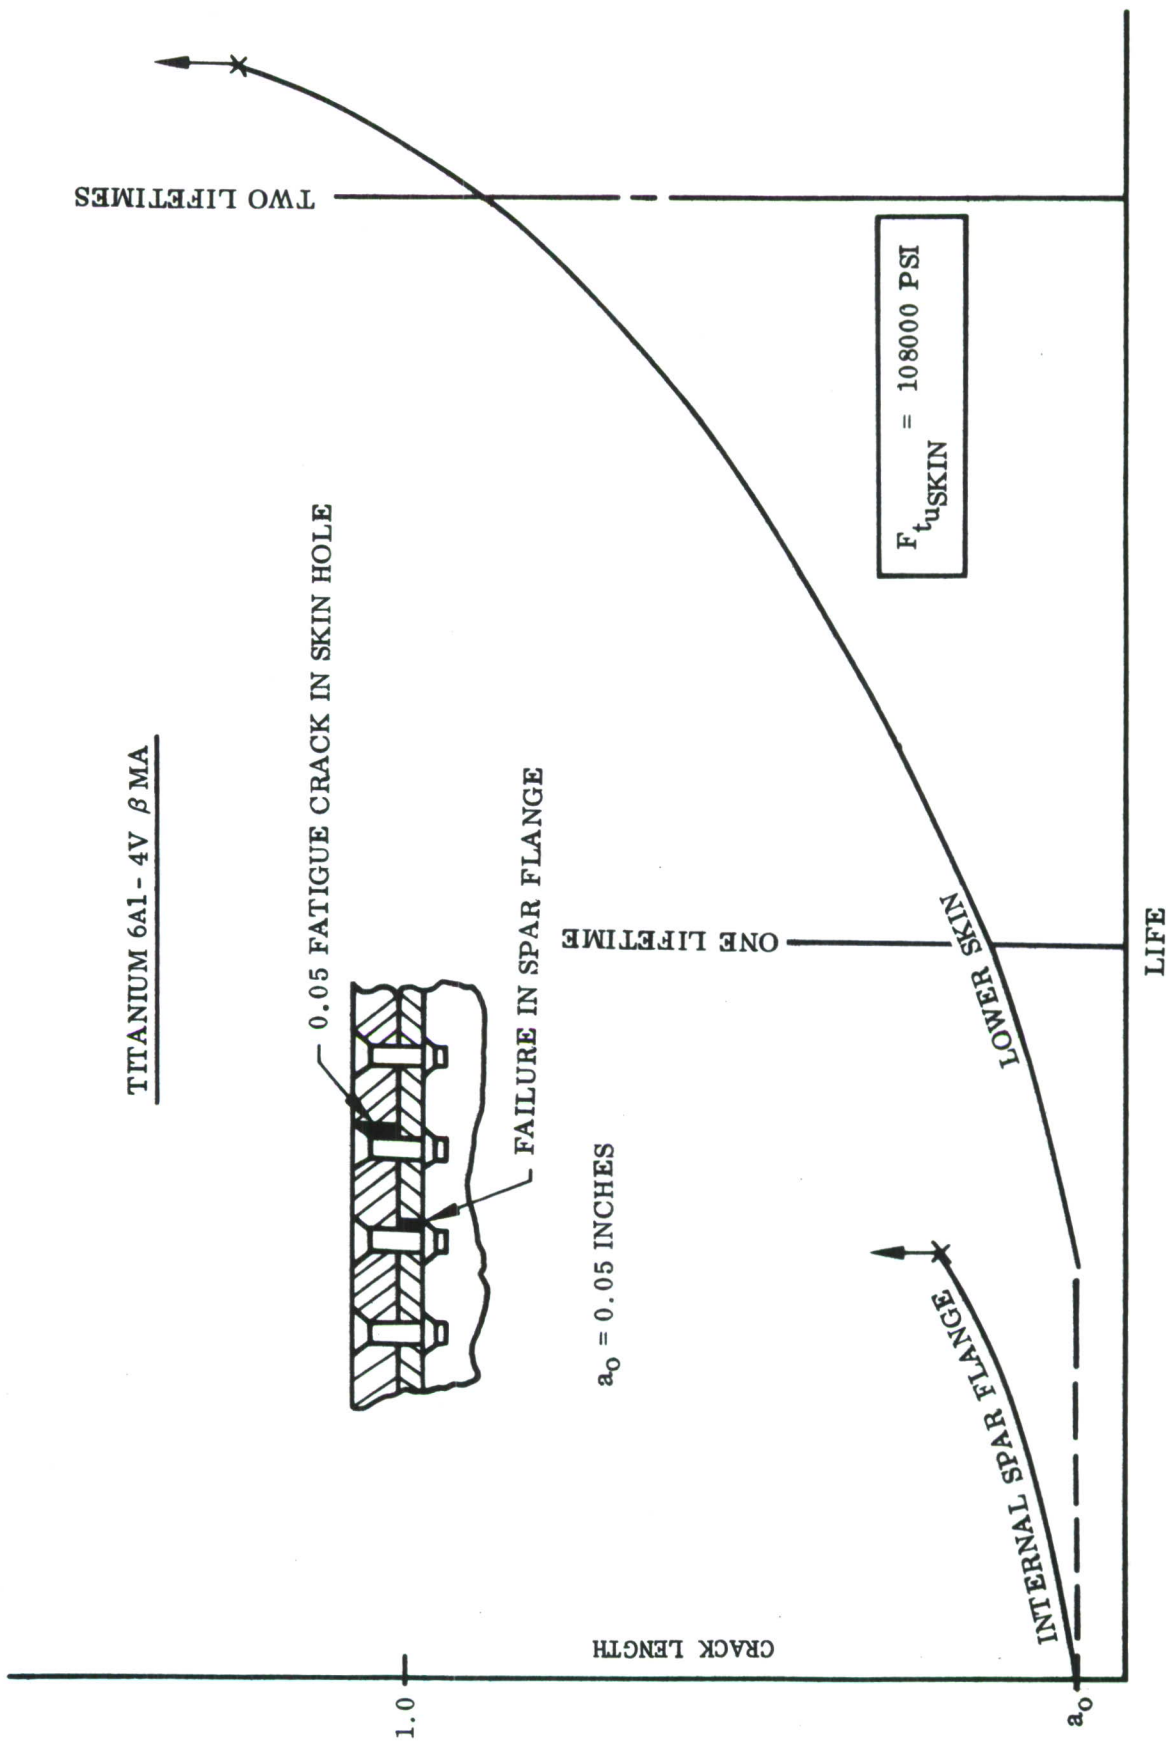 TITANIUM 6Al- 4V β MA
0.05 FATIGUE CRACK IN SKIN HOLE
FAILURE IN SPAR FLANGE
a₀ = 0.05 INCHES
TWO LIFETIMES
ONE LIFETIME
1.0
CRACK LENGTH
INTERNAL SPAR FLANGE
LOWER SKIN
FtuSKIN = 108000 PSI
a₀
LIFE